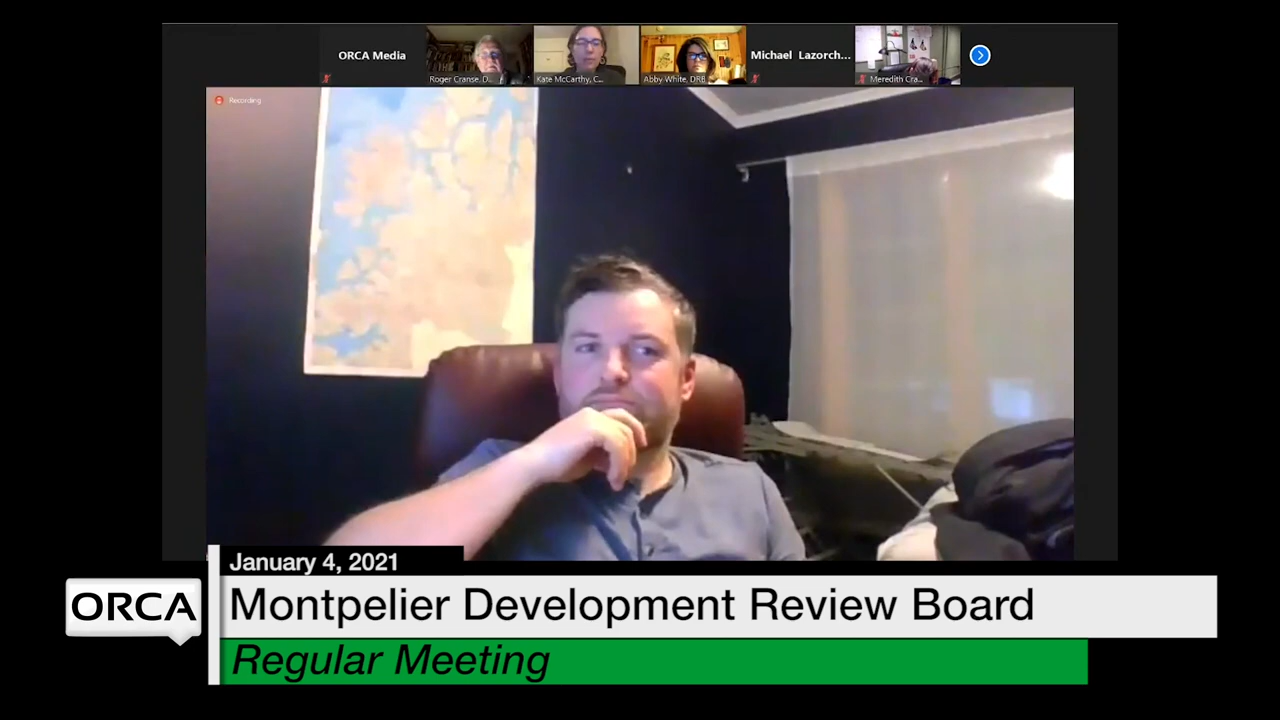 ORCA Media
Michael Lazorch...
Roger Cranse, D...
Kate McCarthy, C...
Abby White, DRB
Meredith Cra...
Recording
January 4, 2021
ORCA
Montpelier Development Review Board
Regular Meeting